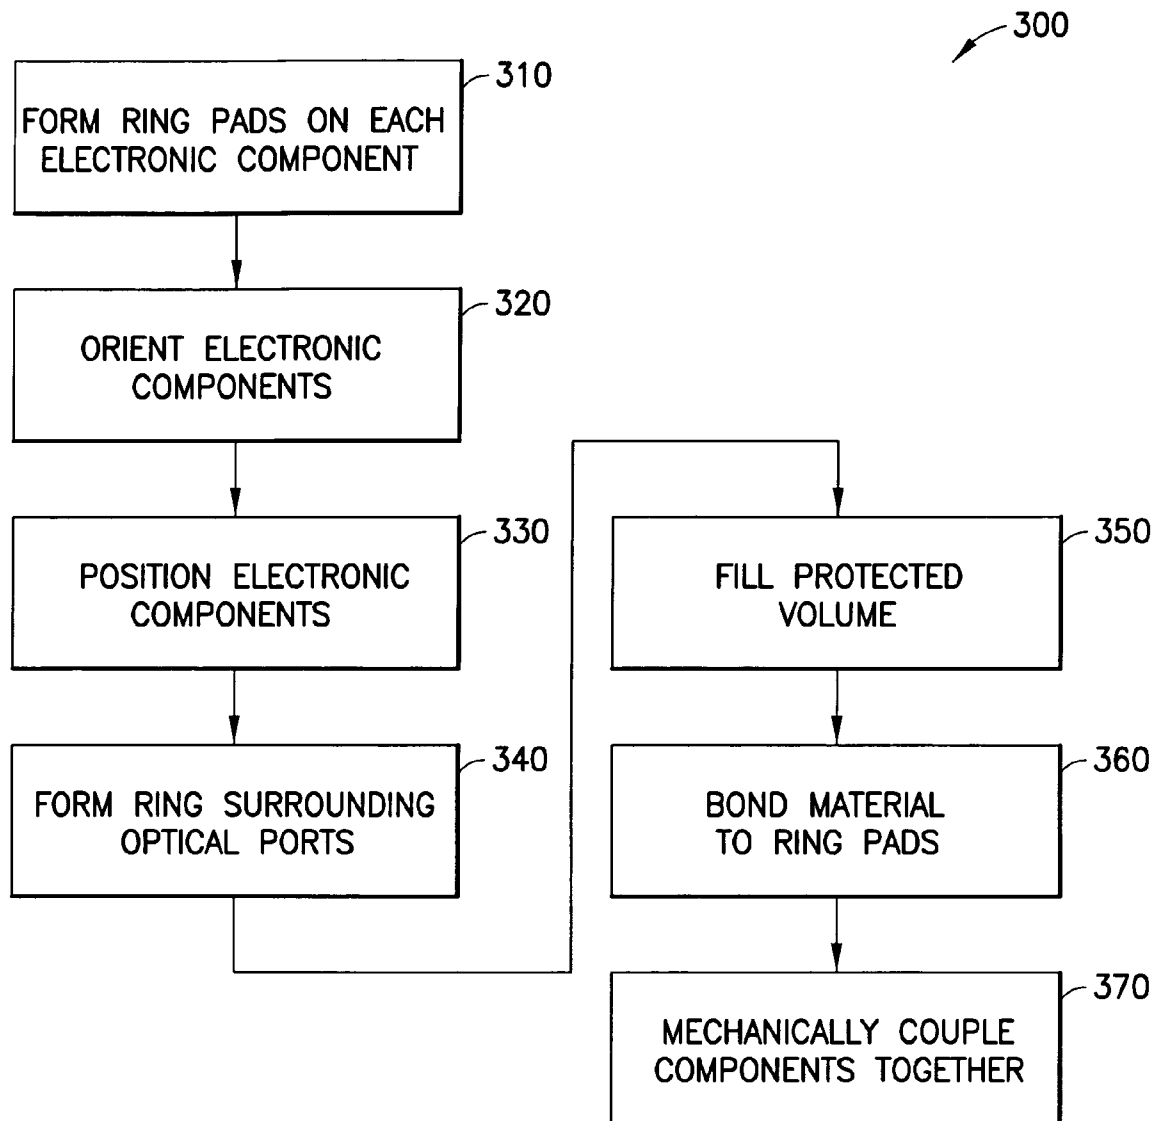 300
310
FORM RING PADS ON EACH
ELECTRONIC COMPONENT
320
ORIENT ELECTRONIC
COMPONENTS
330
POSITION ELECTRONIC
COMPONENTS
340
FORM RING SURROUNDING
OPTICAL PORTS
350
FILL PROTECTED
VOLUME
360
BOND MATERIAL
TO RING PADS
370
MECHANICALLY COUPLE
COMPONENTS TOGETHER